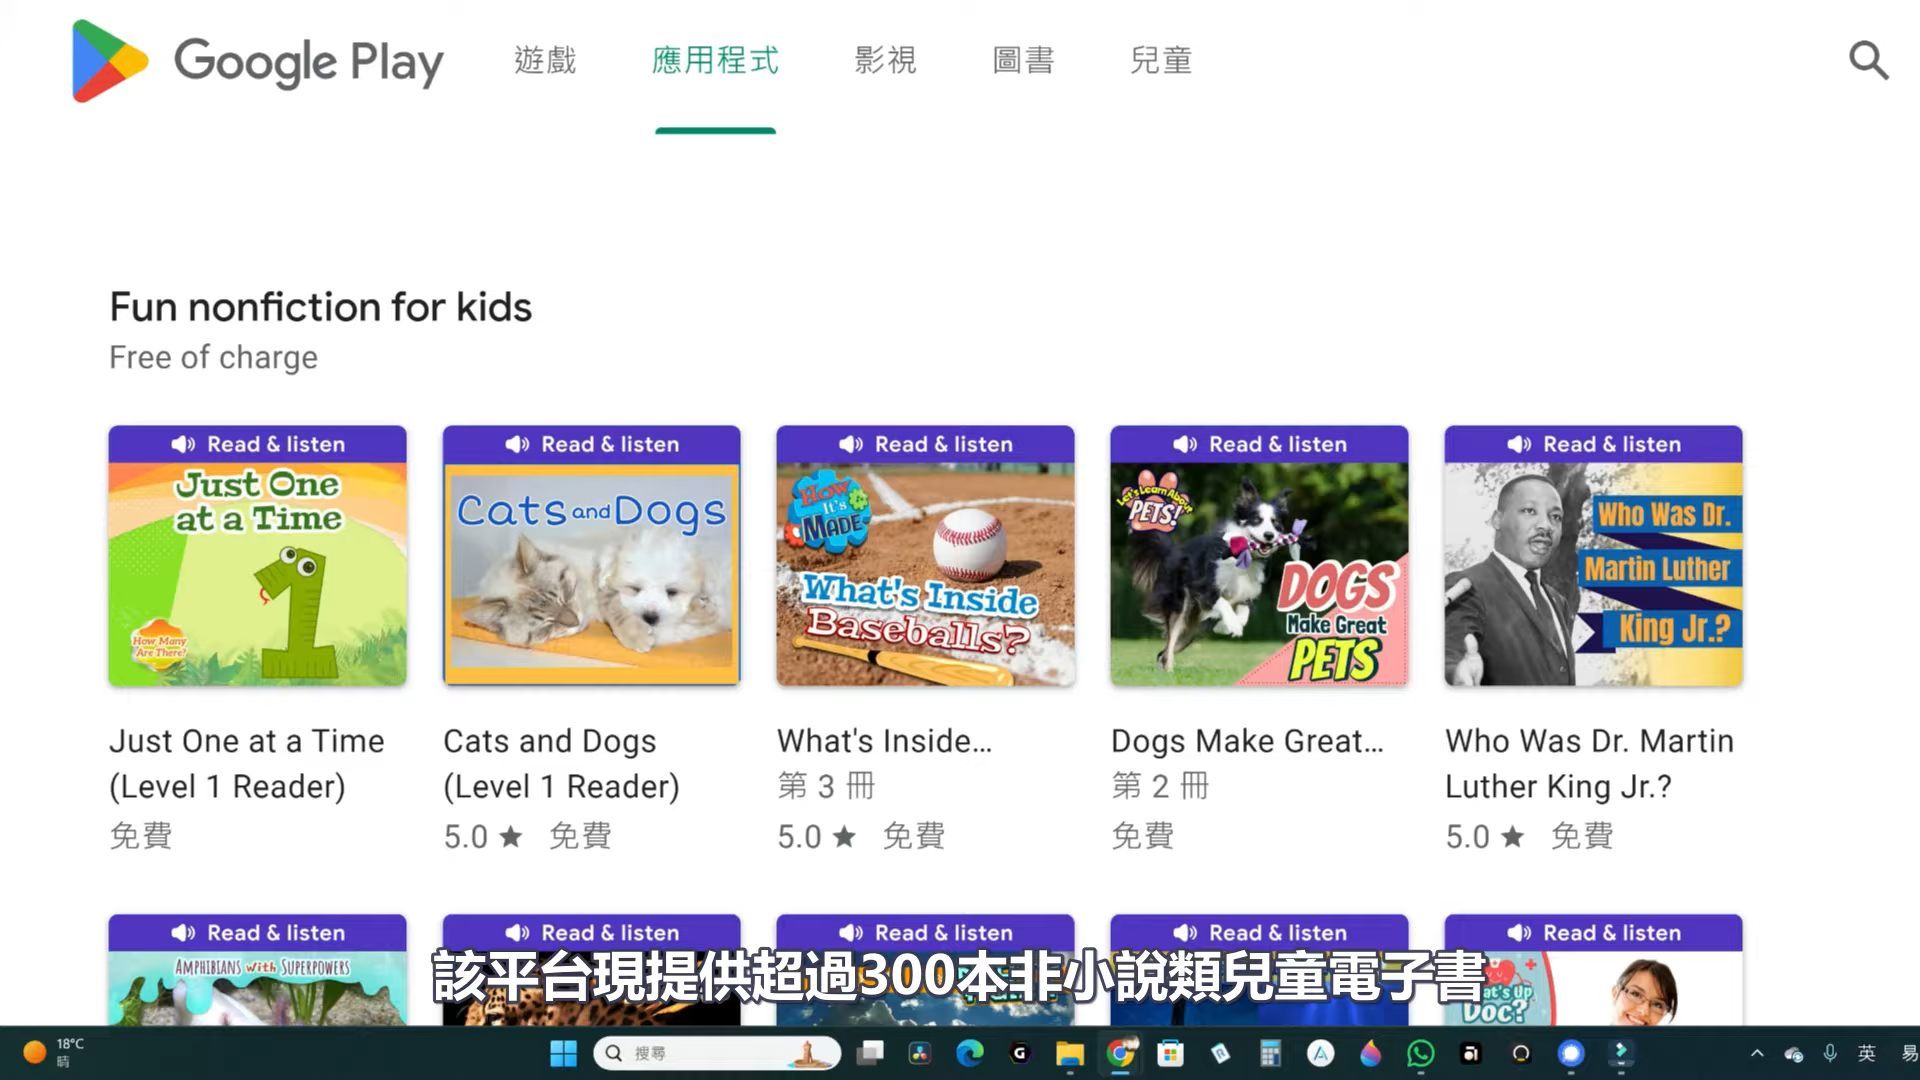 Google Play 遊戲 應用程式 影視 圖書 兒童
Fun nonfiction for kids
Free of charge
Read & listen
Just One
at a Time
How Many
Are There?
Read & listen
Cats and Dogs
Read & listen
HOW
IT'S
MADE
What's Inside
Baseballs?
Read & listen
Let's Learn About
PETS!
DOGS
Make Great
PETS
Read & listen
Who Was Dr.
Martin Luther
King Jr.?
Just One at a Time
(Level 1 Reader)
免費
Cats and Dogs
(Level 1 Reader)
5.0 ★ 免費
What's Inside...
第 3 冊
5.0 ★ 免費
Dogs Make Great...
第 2 冊
免費
Who Was Dr. Martin
Luther King Jr.?
5.0 ★ 免費
Read & listen
AMPHIBIANS with SUPERPOWERS
Read & listen
Read & listen
Read & listen
Read & listen
What's Up
Doc?
該平台現提供超過300本非小說類兒童電子書
18°C
晴
搜尋
英
易